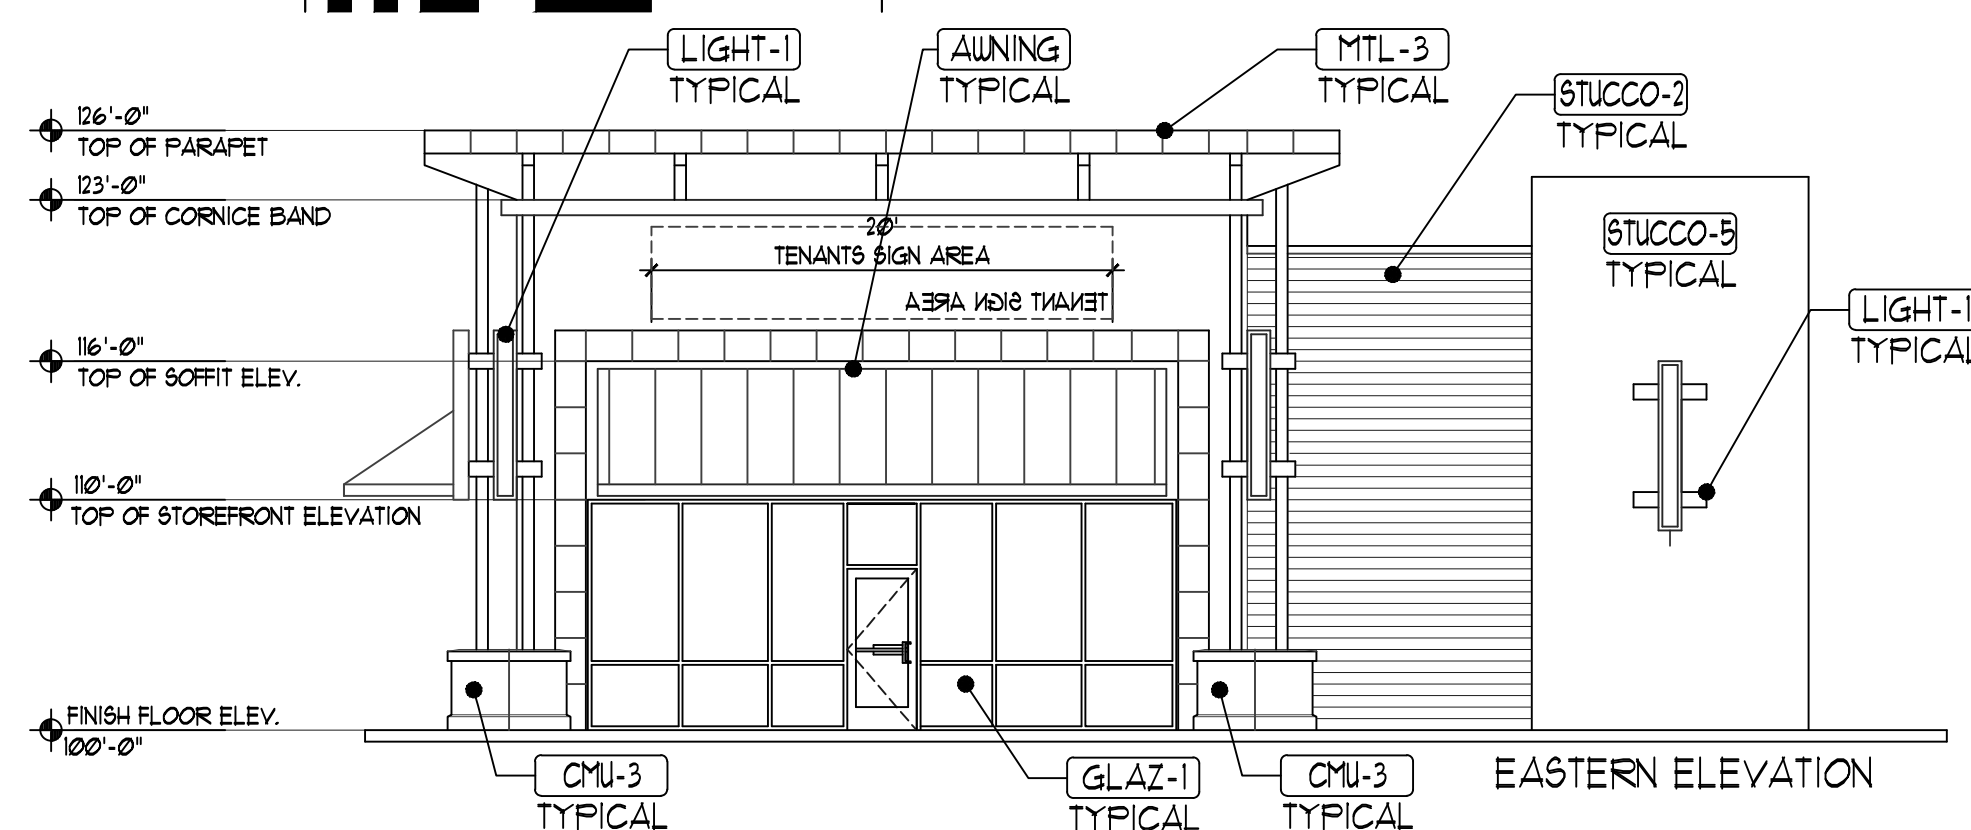 LIGHT-1
TYPICAL
AWNING
TYPICAL
MTL-3
TYPICAL
STUCCO-2
TYPICAL
126'-0"
TOP OF PARAPET
123'-0"
TOP OF CORNICE BAND
20'
TENANTS SIGN AREA
TENANT SIGN AREA
STUCCO-5
TYPICAL
LIGHT-1
TYPICAL
116'-0"
TOP OF SOFFIT ELEV.
110'-0"
TOP OF STOREFRONT ELEVATION
FINISH FLOOR ELEV.
100'-0"
CMU-3
TYPICAL
GLAZ-1
TYPICAL
CMU-3
TYPICAL
EASTERN ELEVATION